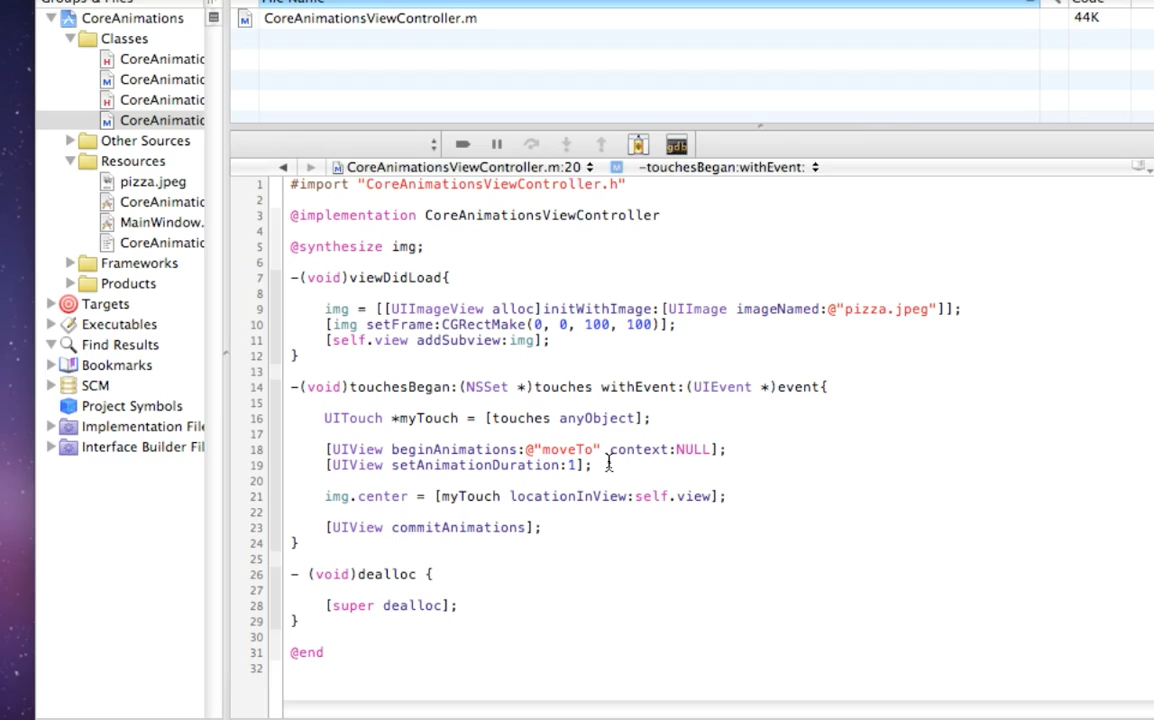 Groups & Files
File Name
Code
CoreAnimations
CoreAnimationsViewController.m
44K
Classes
CoreAnimatic
CoreAnimatic
CoreAnimatic
CoreAnimatic
Other Sources
Resources
pizza.jpeg
CoreAnimatic
MainWindow.
CoreAnimatic
Frameworks
Products
Targets
Executables
Find Results
Bookmarks
SCM
Project Symbols
Implementation File
Interface Builder Fil
gdb
CoreAnimationsViewController.m:20
-touchesBegan:withEvent:
1 #import "CoreAnimationsViewController.h"
2
3 @implementation CoreAnimationsViewController
4
5 @synthesize img;
6
7 -(void)viewDidLoad{
8
9 img = [[UIImageView alloc]initWithImage:[UIImage imageNamed:@"pizza.jpeg"]];
10 [img setFrame:CGRectMake(0, 0, 100, 100)];
11 [self.view addSubview:img];
12 }
13
14 -(void)touchesBegan:(NSSet *)touches withEvent:(UIEvent *)event{
15
16 UITouch *myTouch = [touches anyObject];
17
18 [UIView beginAnimations:@"moveTo" context:NULL];
19 [UIView setAnimationDuration:1];
20
21 img.center = [myTouch locationInView:self.view];
22
23 [UIView commitAnimations];
24 }
25
26 - (void)dealloc {
27
28 [super dealloc];
29 }
30
31 @end
32